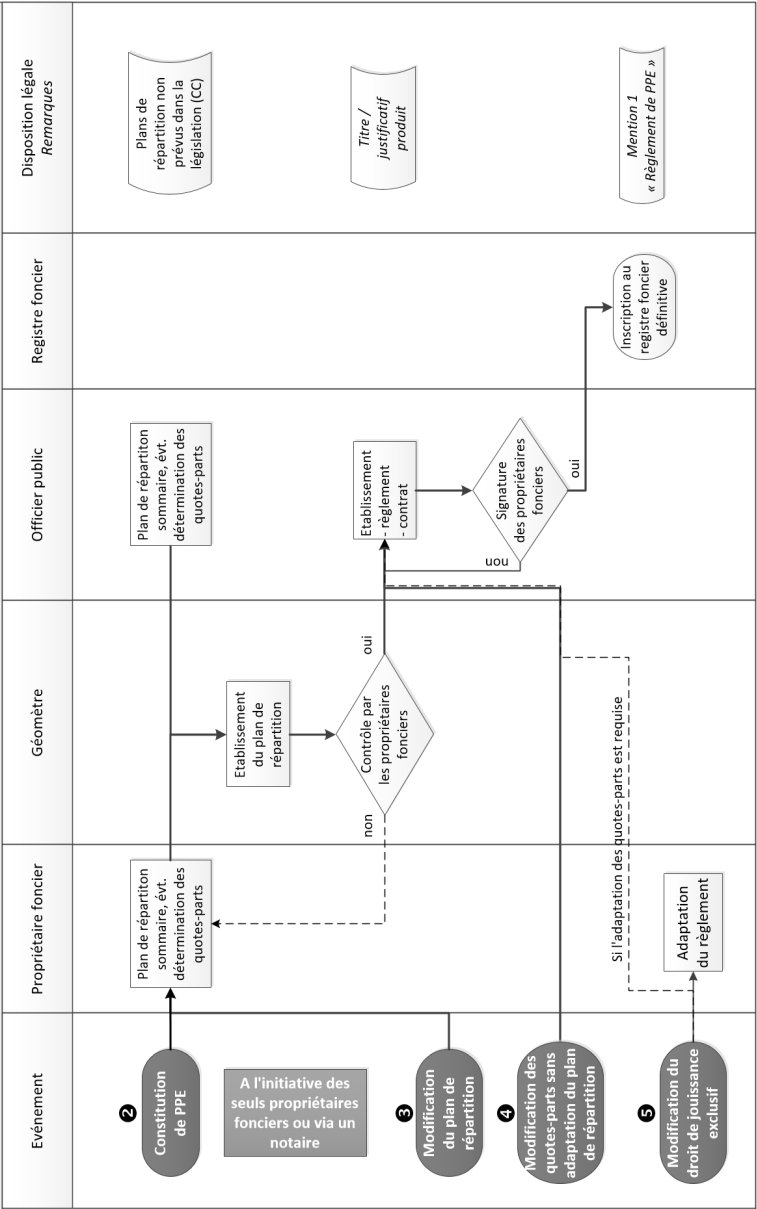 Evénement
Propriétaire foncier
Géomètre
Officier public
Registre foncier
Disposition légale
Remarques
❷
Constitution
de PPE
Plan de répartiton
sommaire, évt.
détermination des
quotes-parts
Plan de répartiton
sommaire, évt.
détermination des
quotes-parts
Plans de
répartition non
prévus dans la
législation (CC)
A l'initiative des
seuls propriétaires
fonciers ou via un
notaire
Etablissement
du plan de
répartition
❸
Modification
du plan de
répartition
non
Contrôle par
les propriétaires
fonciers
oui
Etablissement
- règlement
- contrat
Titre /
justificatif
produit
❹
Modification des
quotes-parts sans
adaptation du plan
de répartition
non
Signature
des propriétaires
fonciers
oui
Si l'adaptation des quotes-parts est requise
❺
Modification du
droit de jouissance
exclusif
Adaptation
du règlement
Inscription au
registre foncier
définitive
Mention 1
« Règlement de PPE »